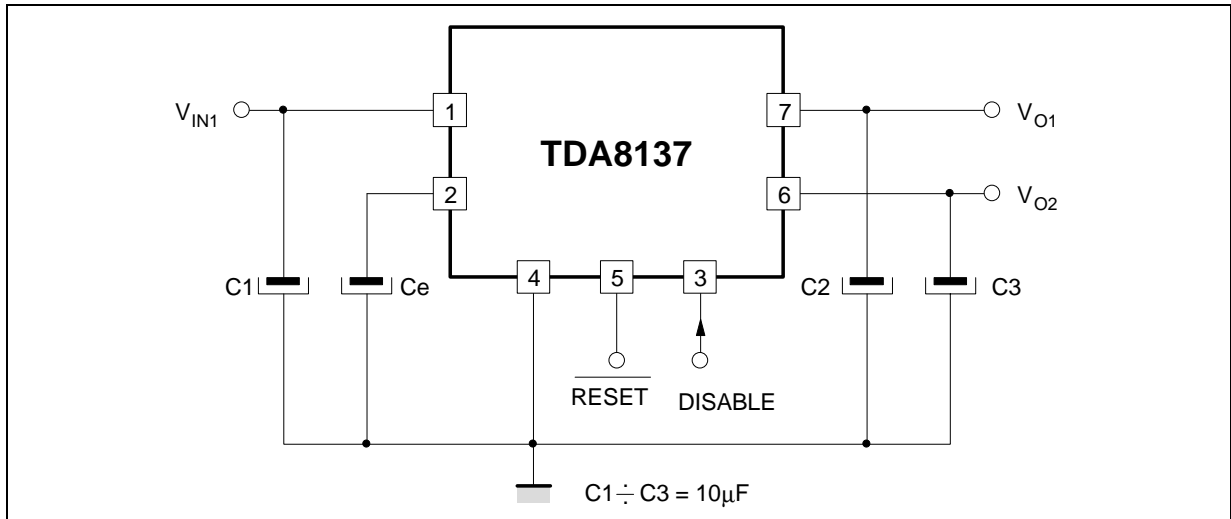 V_IN1
1
7
V_O1
TDA8137
2
6
V_O2
C1
Ce
4
5
3
C2
C3
RESET
DISABLE
C1 ÷ C3 = 10µF